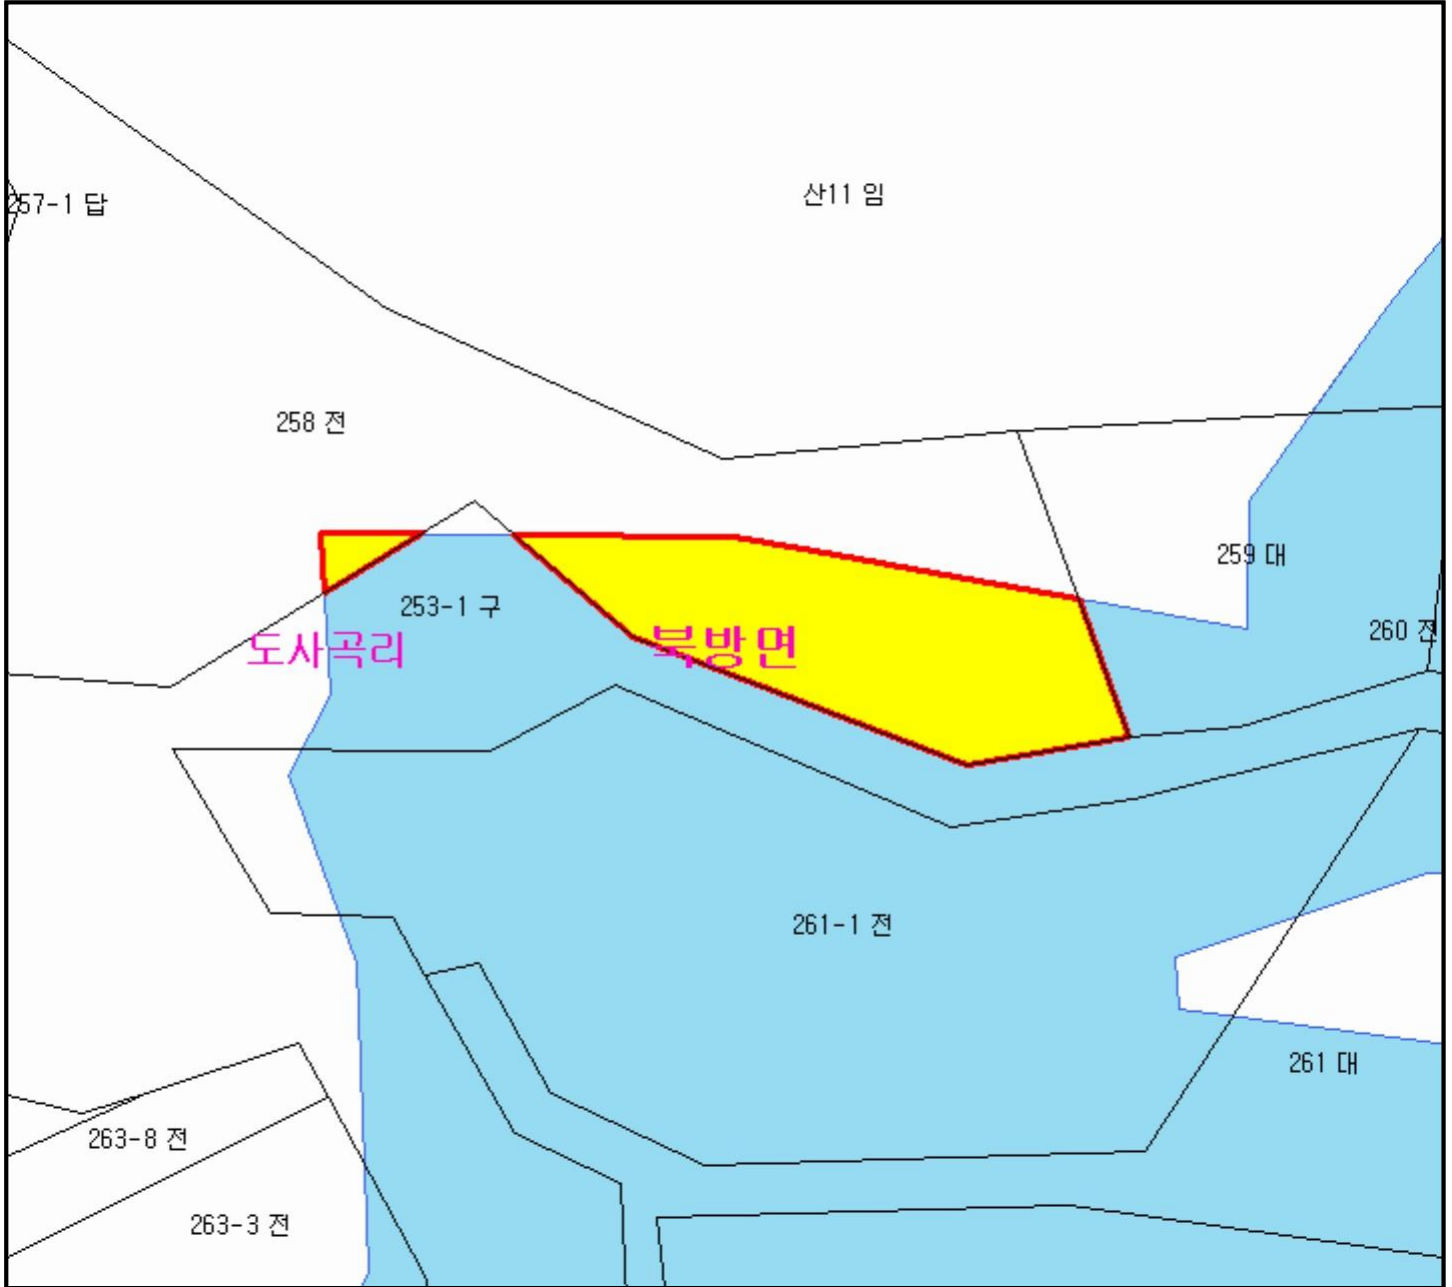 산11 임
257-1 답
258 전
259 대
253-1 구
260 전
도사곡리
북방면
261-1 전
261 대
263-8 전
263-3 전